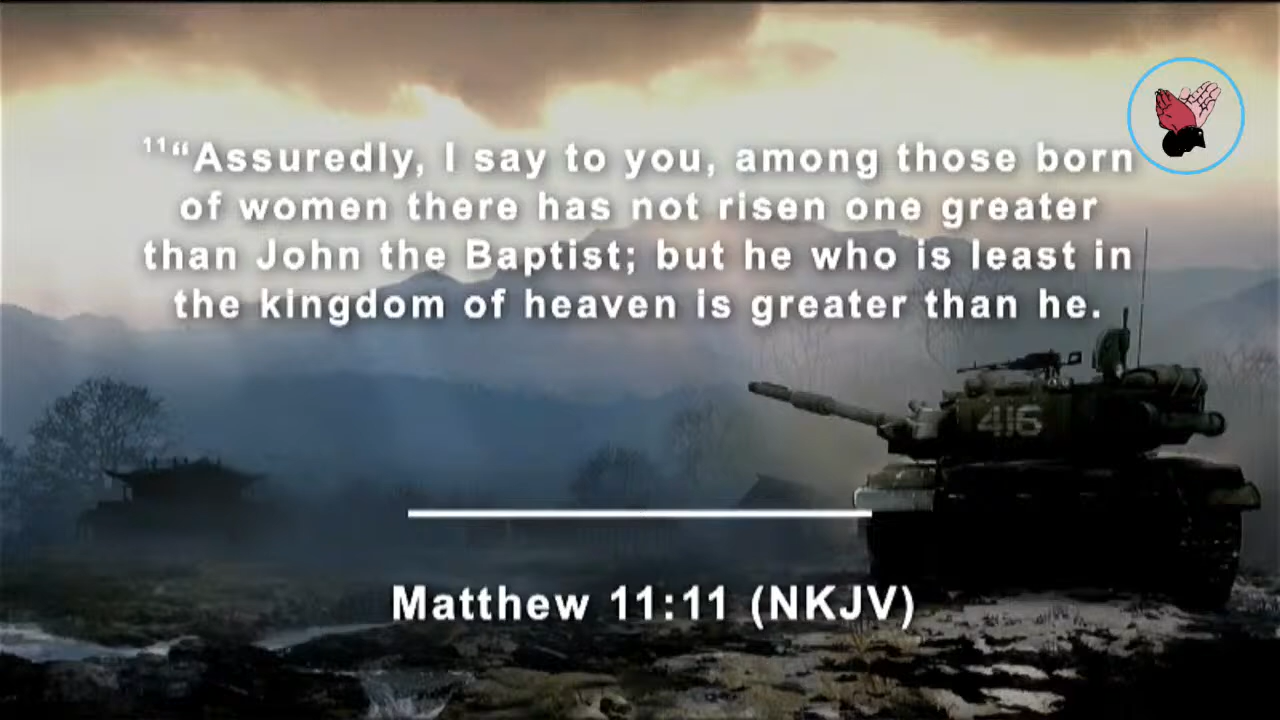 11“Assuredly, I say to you, among those born
of women there has not risen one greater
than John the Baptist; but he who is least in
the kingdom of heaven is greater than he.
416
Matthew 11:11 (NKJV)